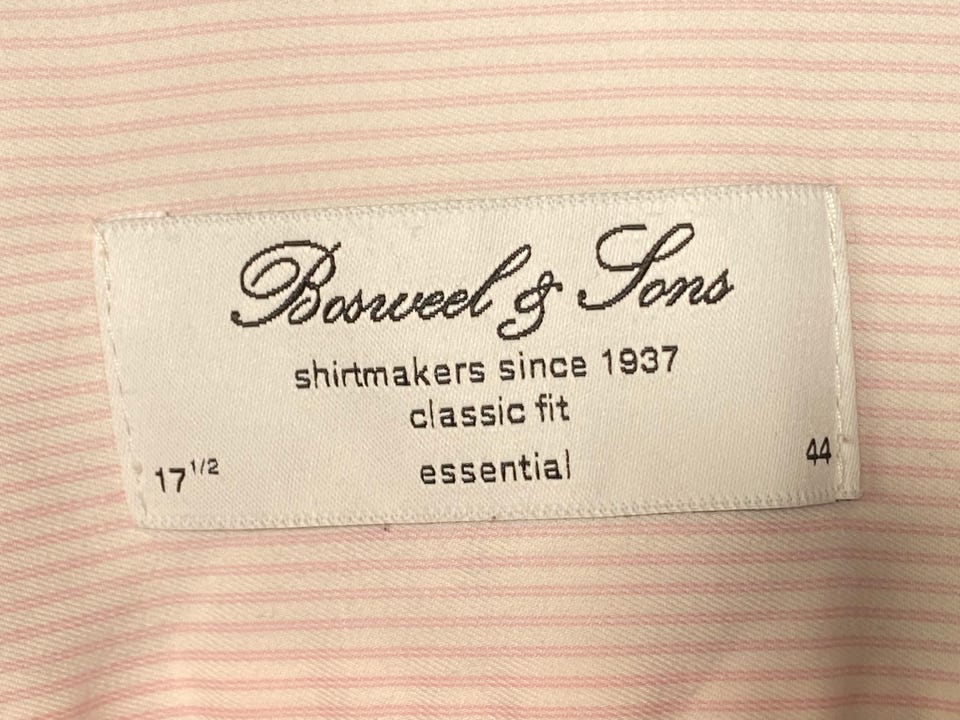 Bosweel & Sons
shirtmakers since 1937
classic fit
17 1/2 essential 44